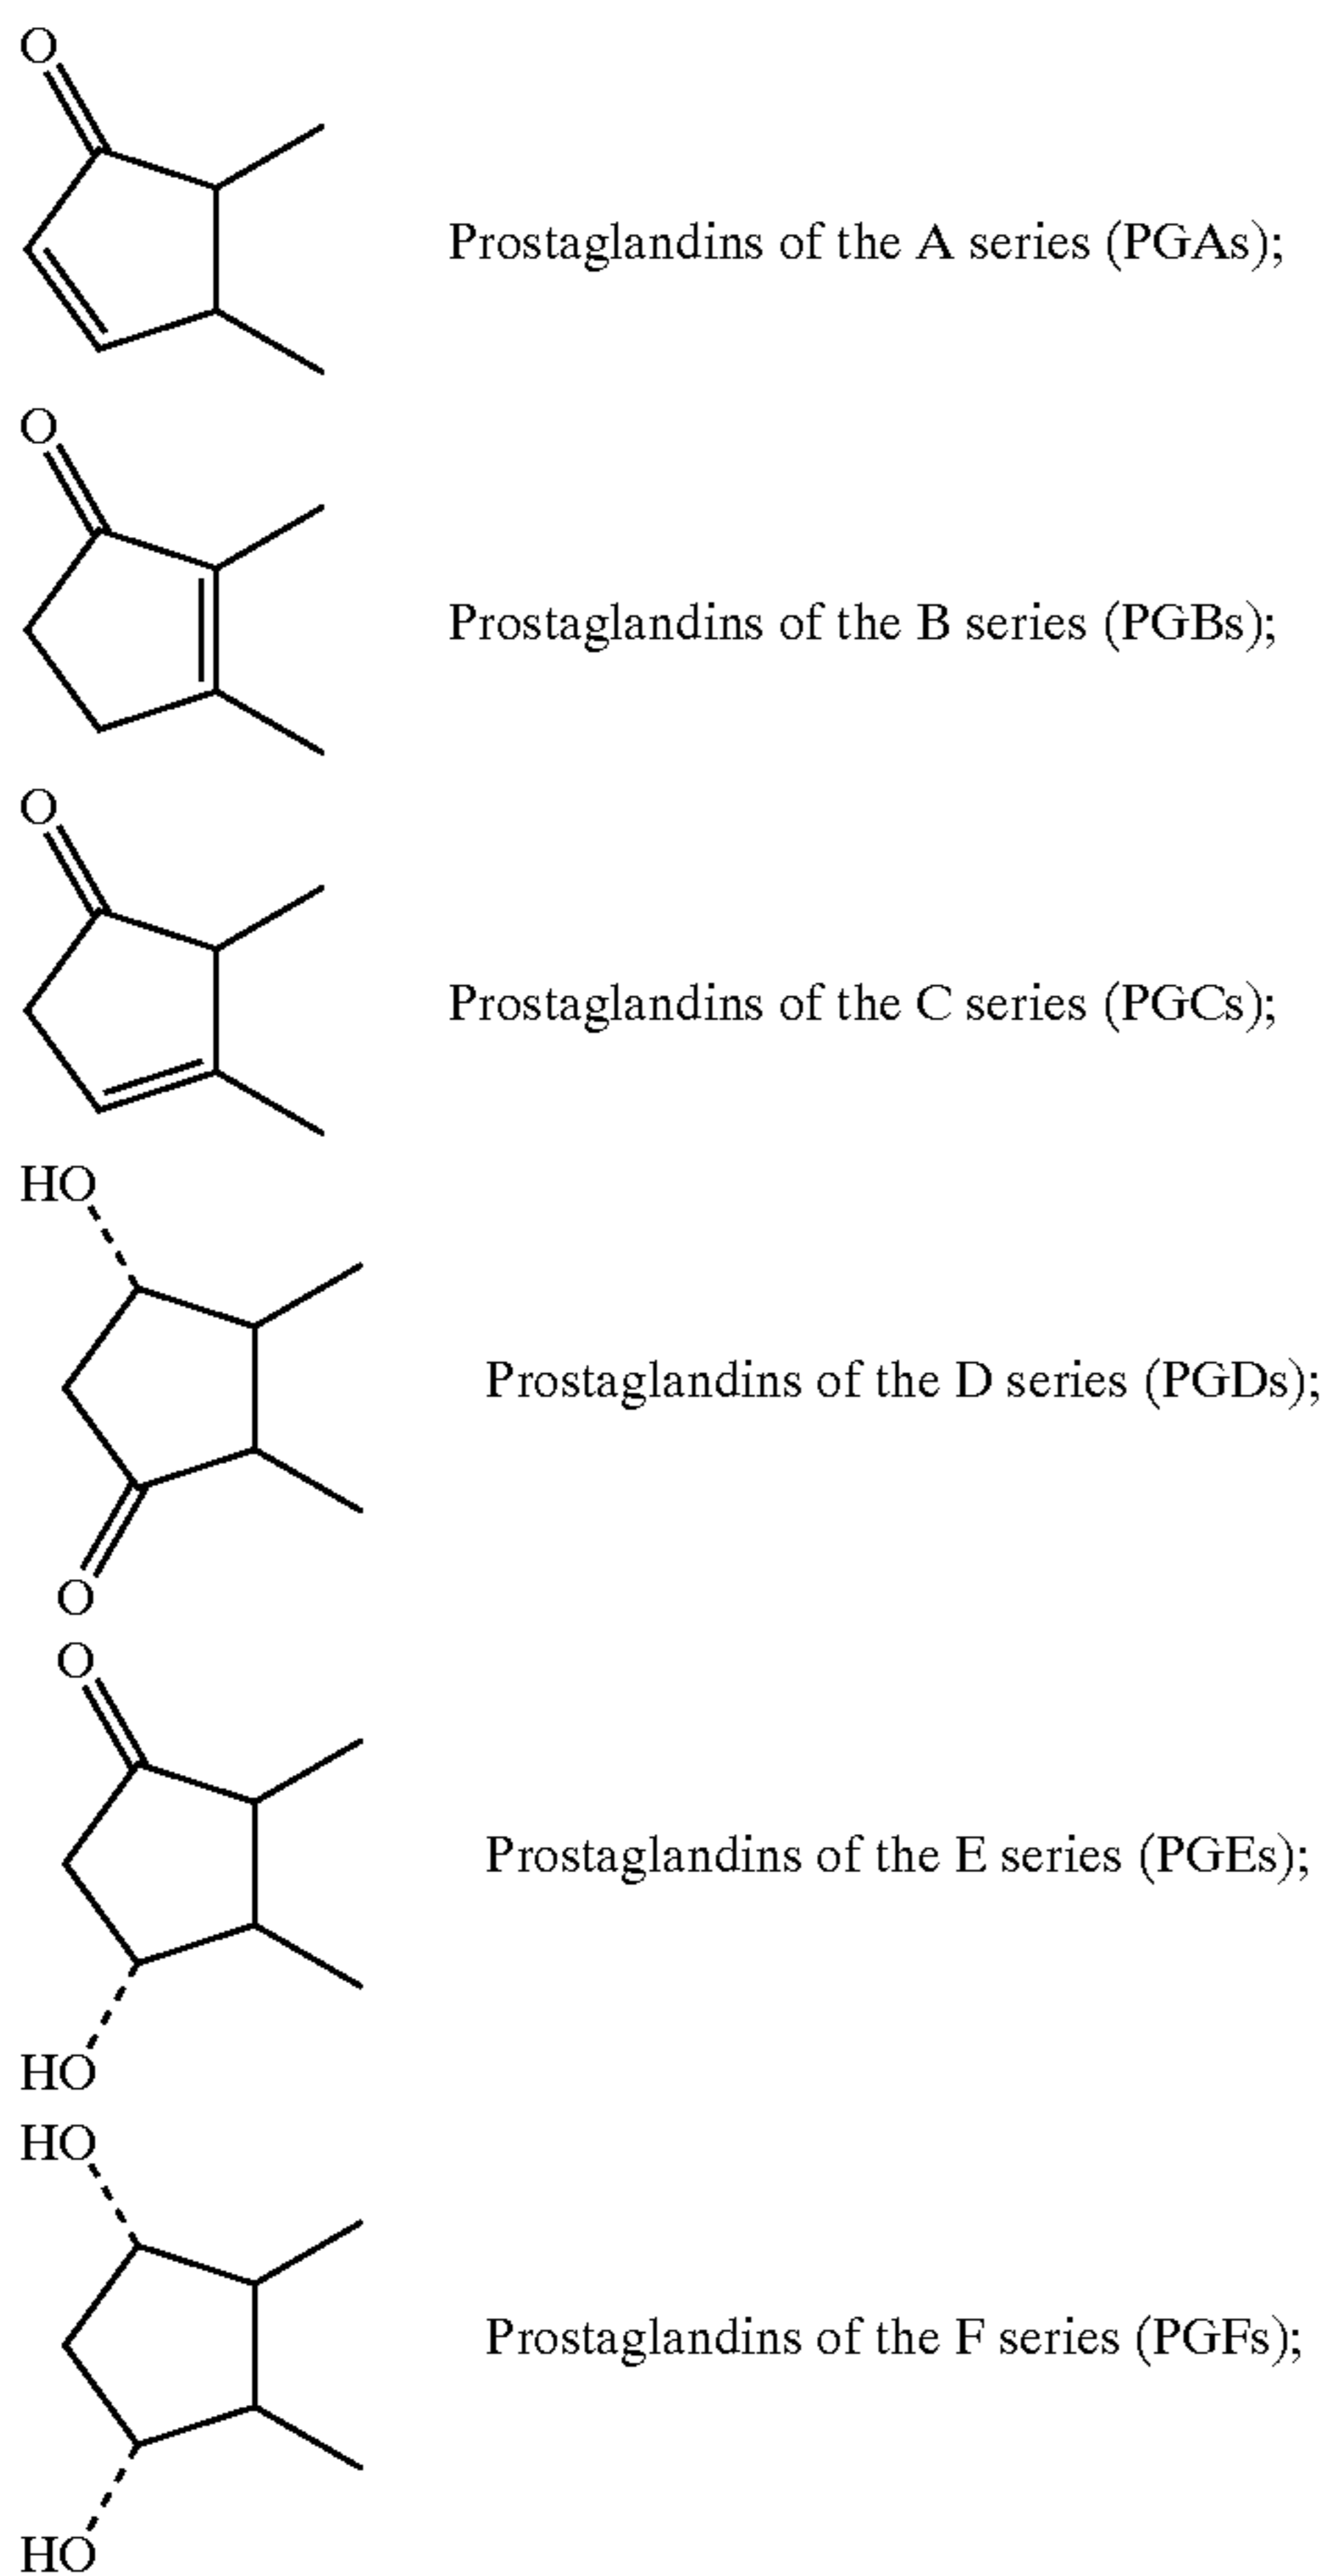 O
Prostaglandins of the A series (PGAs);
O
Prostaglandins of the B series (PGBs);
O
Prostaglandins of the C series (PGCs);
HO
Prostaglandins of the D series (PGDs);
O
O
Prostaglandins of the E series (PGEs);
HO
HO
Prostaglandins of the F series (PGFs);
HO